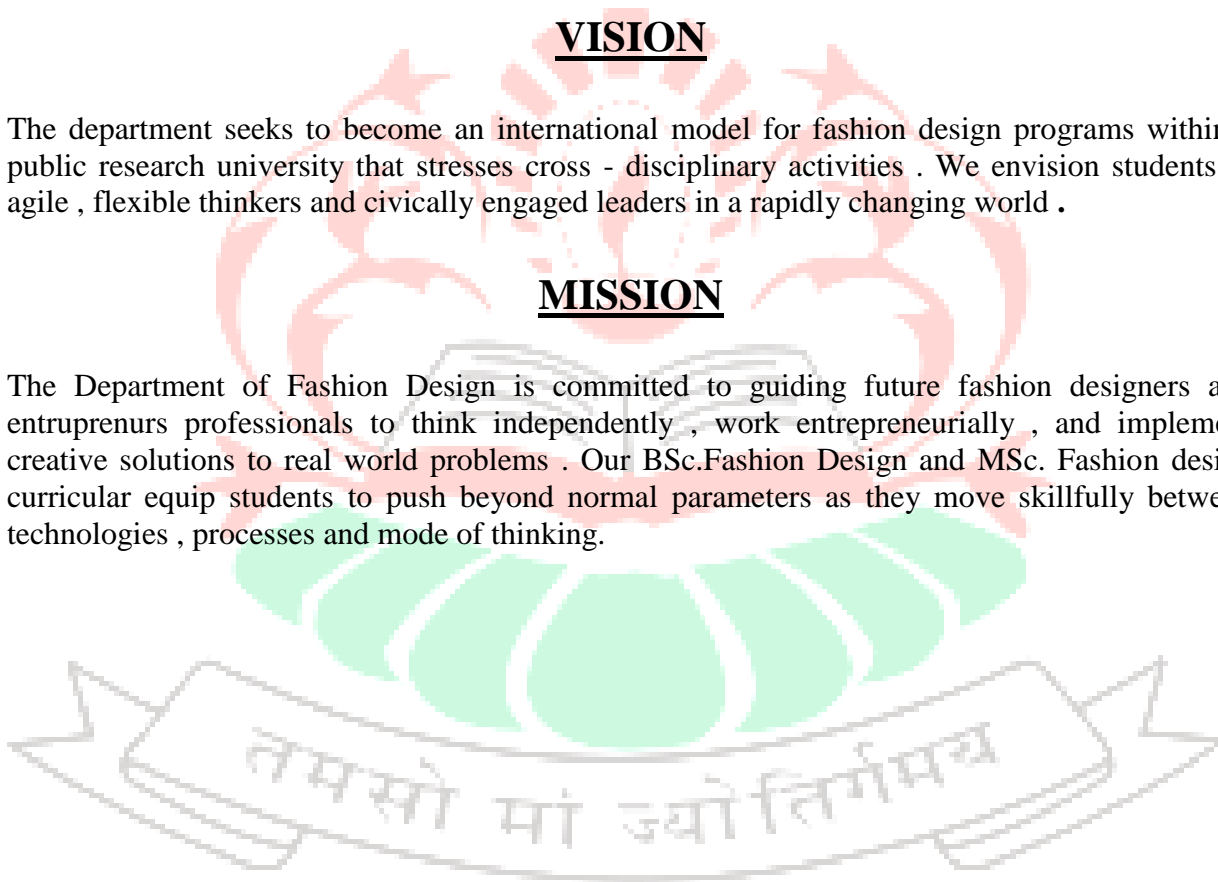 VISION
The department seeks to become an international model for fashion design programs within
public research university that stresses cross - disciplinary activities . We envision students
agile , flexible thinkers and civically engaged leaders in a rapidly changing world .
MISSION
The Department of Fashion Design is committed to guiding future fashion designers a
entruprenurs professionals to think independently , work entrepreneurially , and impleme
creative solutions to real world problems . Our BSc.Fashion Design and MSc. Fashion desi
curricular equip students to push beyond normal parameters as they move skillfully betwe
technologies , processes and mode of thinking.
तमसो मां ज्योतिर्गमय